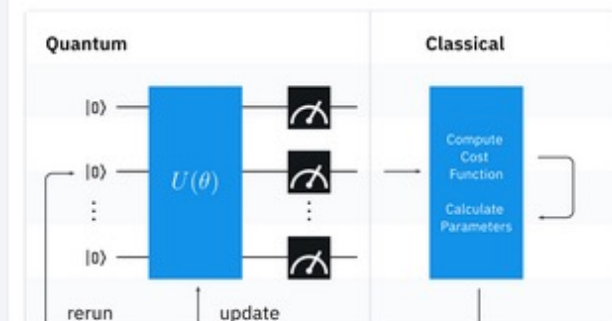 Quantum
Classical
|0⟩
|0⟩
⋮
⋮
|0⟩
U(θ)
Compute
Cost
Function
Calculate
Parameters
rerun
update